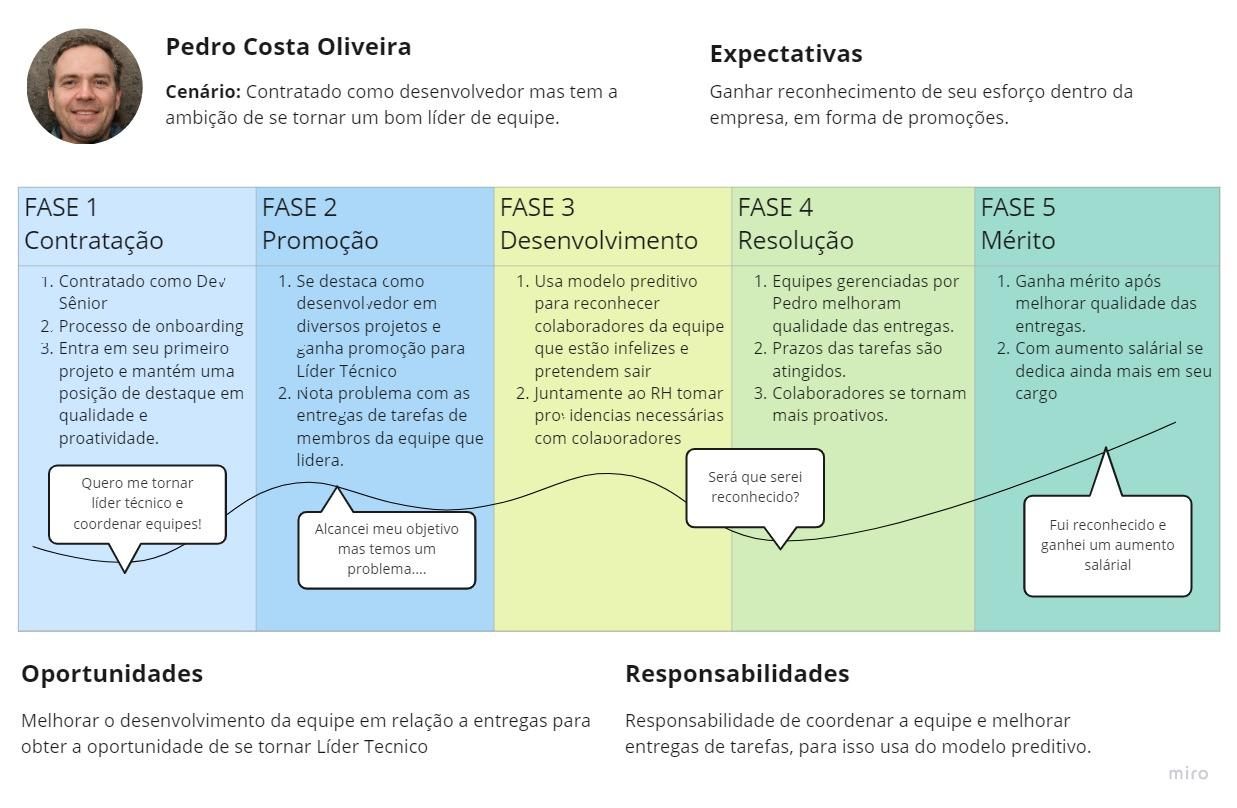 Pedro Costa Oliveira
Cenário: Contratado como desenvolvedor mas tem a
ambição de se tornar um bom líder de equipe.
Expectativas
Ganhar reconhecimento de seu esforço dentro da
empresa, em forma de promoções.
FASE 1
Contratação
1. Contratado como Dev
Sênior
2. Processo de onboarding
3. Entra em seu primeiro
projeto e mantém uma
posição de destaque em
qualidade e
proatividade.
Quero me tornar
líder técnico e
coordenar equipes!
FASE 2
Promoção
1. Se destaca como
desenvolvedor em
diversos projetos e
ganha promoção para
Líder Técnico
2. Nota problema com as
entregas de tarefas de
membros da equipe que
lidera.
Alcancei meu objetivo
mas temos um
problema....
FASE 3
Desenvolvimento
1. Usa modelo preditivo
para reconhecer
colaboradores da equipe
que estão infelizes e
pretendem sair
2. Juntamente ao RH tomar
providencias necessárias
com colaboradores
FASE 4
Resolução
1. Equipes gerenciadas por
Pedro melhoram
qualidade das entregas.
2. Prazos das tarefas são
atingidos.
3. Colaboradores se tornam
mais proativos.
Será que serei
reconhecido?
FASE 5
Mérito
1. Ganha mérito após
melhorar qualidade das
entregas.
2. Com aumento salárial se
dedica ainda mais em seu
cargo
Fui reconhecido e
ganhei um aumento
salárial
Oportunidades
Melhorar o desenvolvimento da equipe em relação a entregas para
obter a oportunidade de se tornar Líder Tecnico
Responsabilidades
Responsabilidade de coordenar a equipe e melhorar
entregas de tarefas, para isso usa do modelo preditivo.
miro